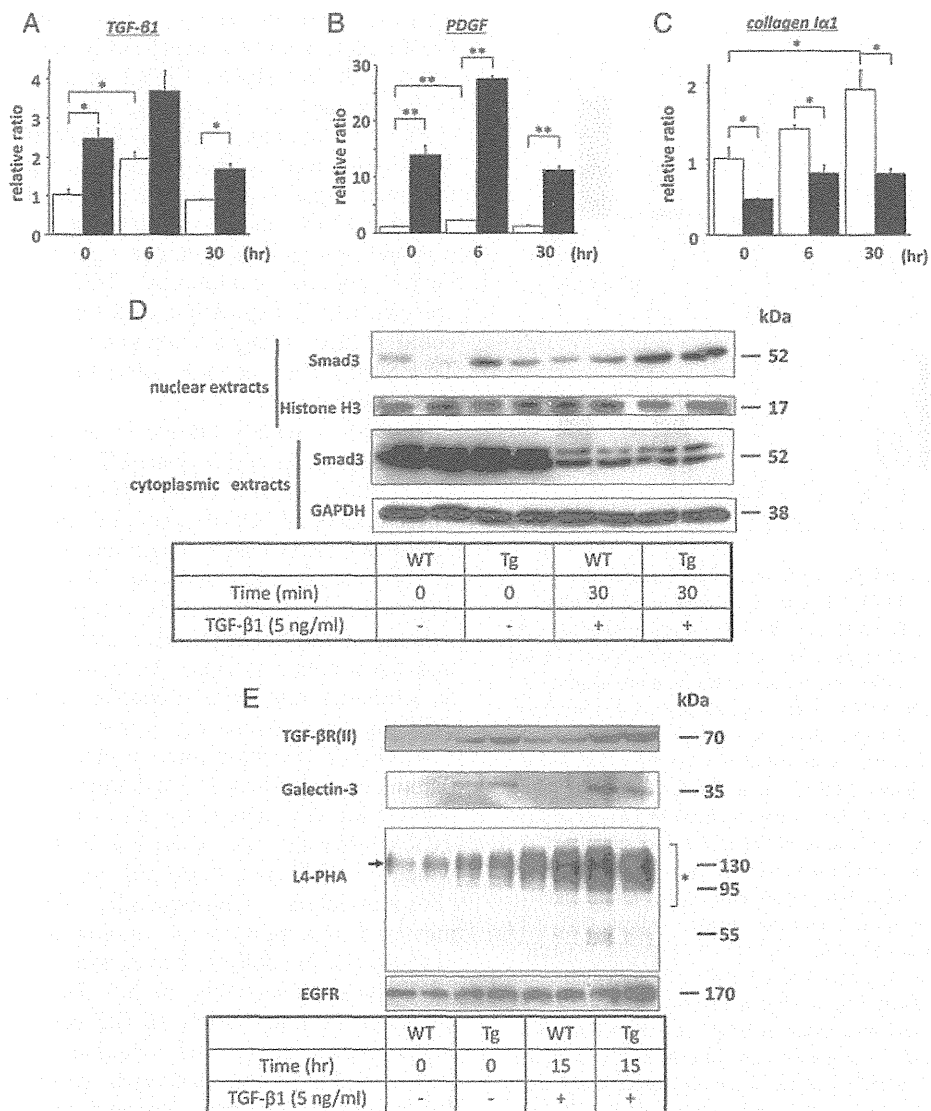 A
TGF-β1
relative ratio
4
3
2
1
0
*
*
*
0 6 30 (hr)
B
PDGF
relative ratio
30
20
10
0
**
**
**
**
0 6 30 (hr)
C
collagen Iα1
relative ratio
2
1
0
*
*
*
*
0 6 30 (hr)
D
kDa
nuclear extracts
Smad3 52
Histone H3 17
cytoplasmic extracts
Smad3 52
GAPDH 38
WT Tg WT Tg
Time (min) 0 0 30 30
TGF-β1 (5 ng/ml) - - + +
E
kDa
TGF-βR(II) 70
Galectin-3 35
L4-PHA * 130
95
55
EGFR 170
WT Tg WT Tg
Time (hr) 0 0 15 15
TGF-β1 (5 ng/ml) - - + +